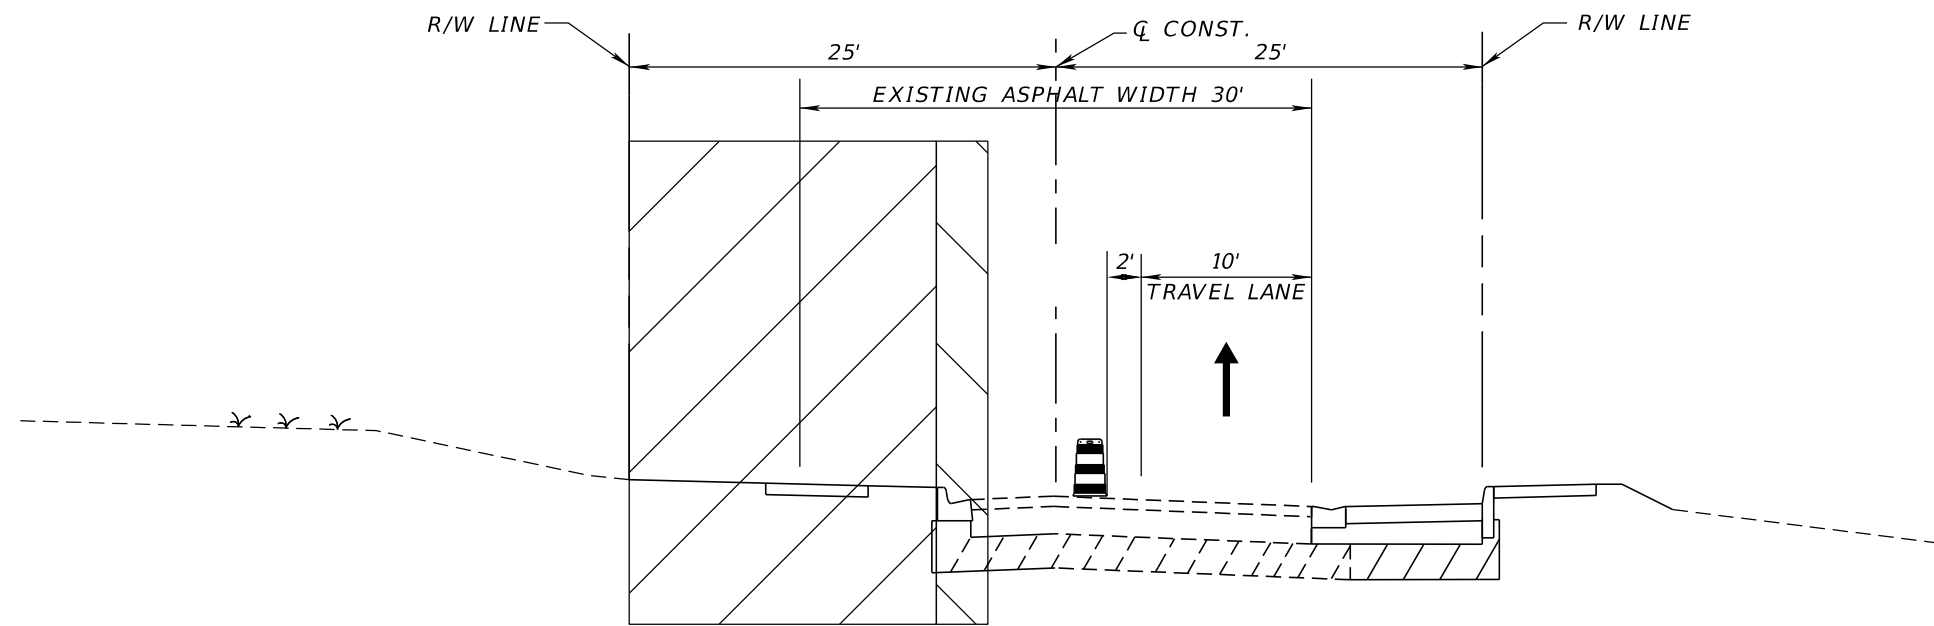 R/W LINE
℄ CONST.
R/W LINE
25'
25'
EXISTING ASPHALT WIDTH 30'
2'
10'
TRAVEL LANE